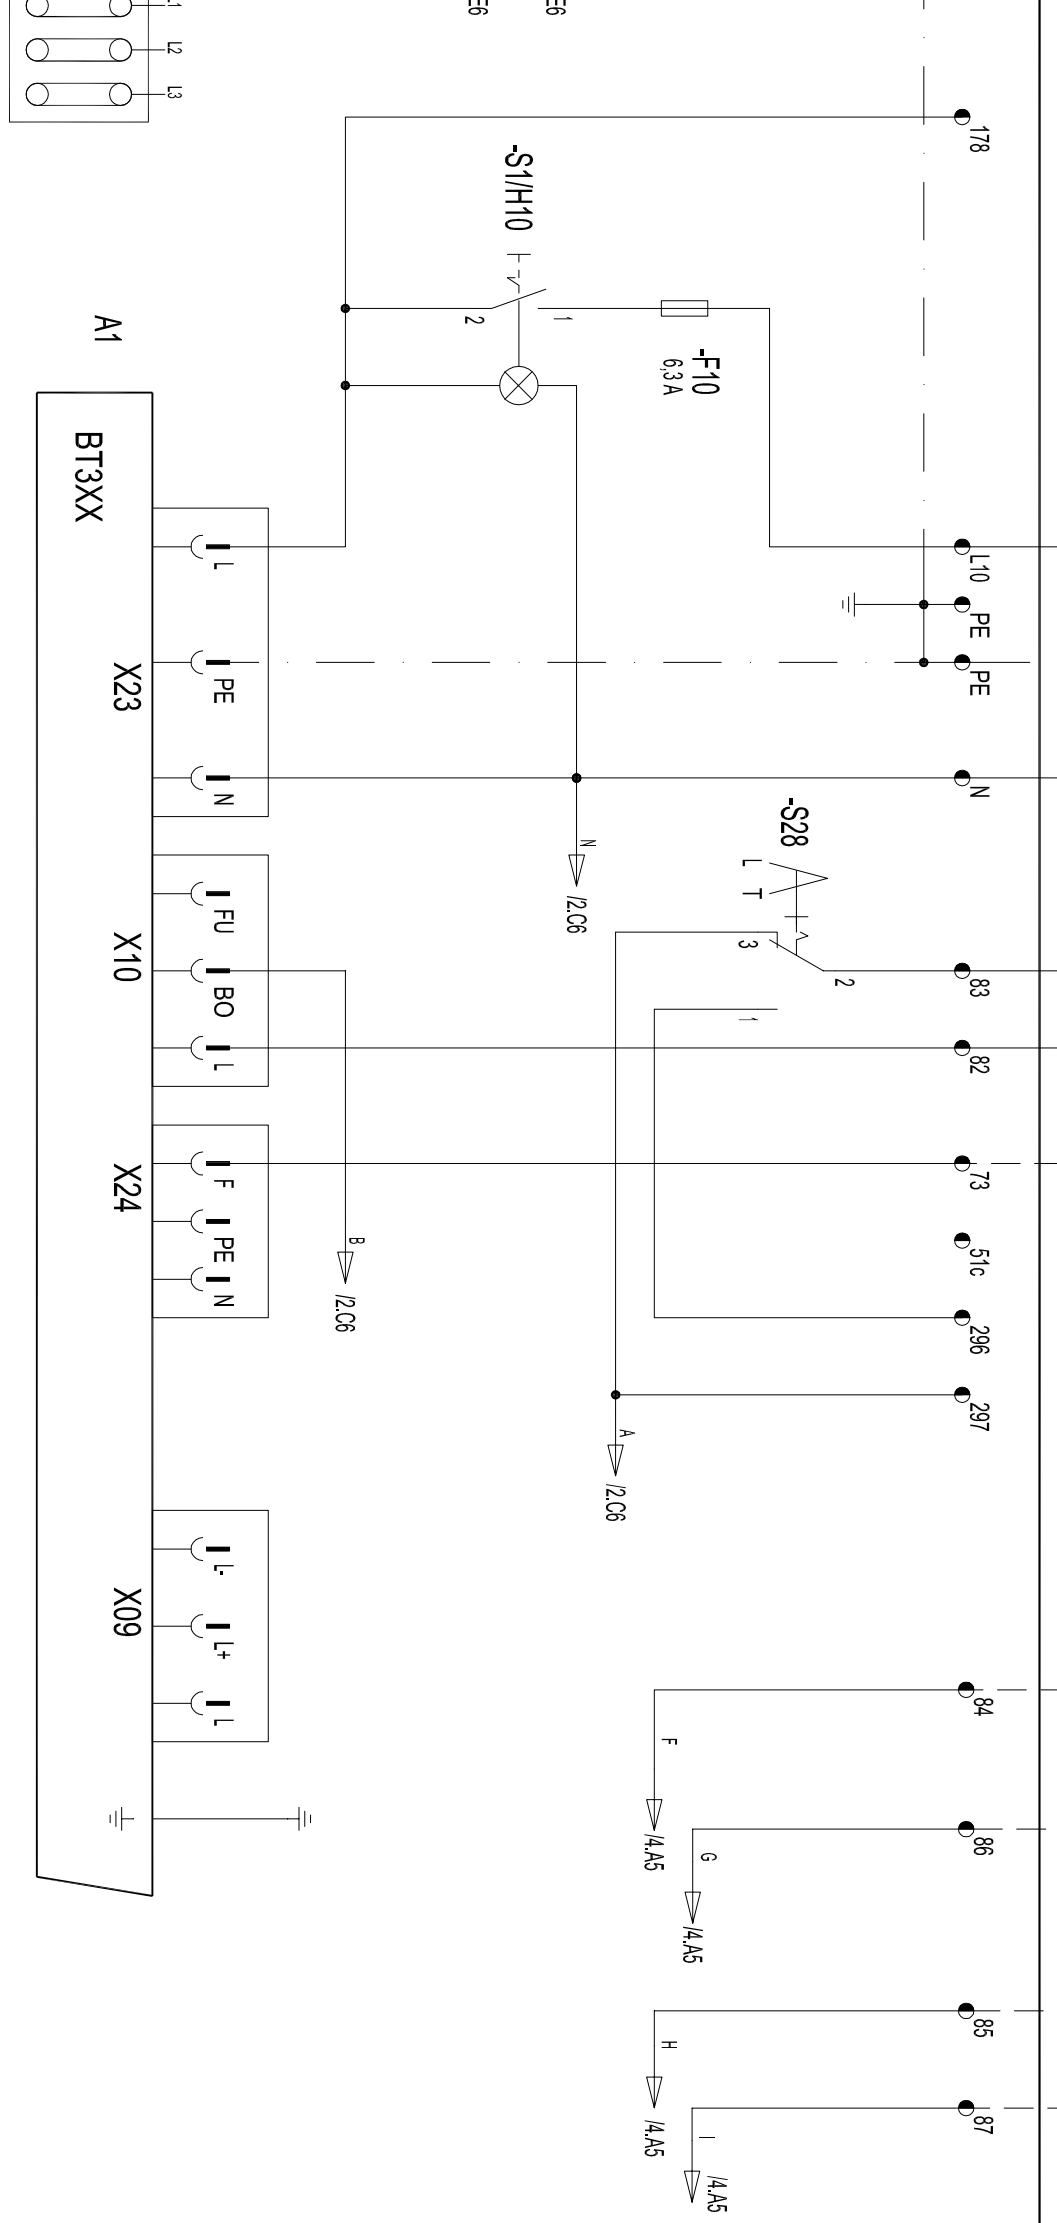 L1
L2
L3
E6
E6
178
-S1/H10
2
1
-F10
6,3 A
L10
PE
PE
N
A1
BT3XX
L
PE
N
X23
N
/2.C6
-S28
L
T
3
2
1
83
82
FU
BO
L
X10
B
/2.C6
73
51c
296
297
F
PE
N
X24
A
/2.C6
L-
L+
L
X09
84
F
/4.A5
86
G
/4.A5
85
H
/4.A5
87
I
/4.A5